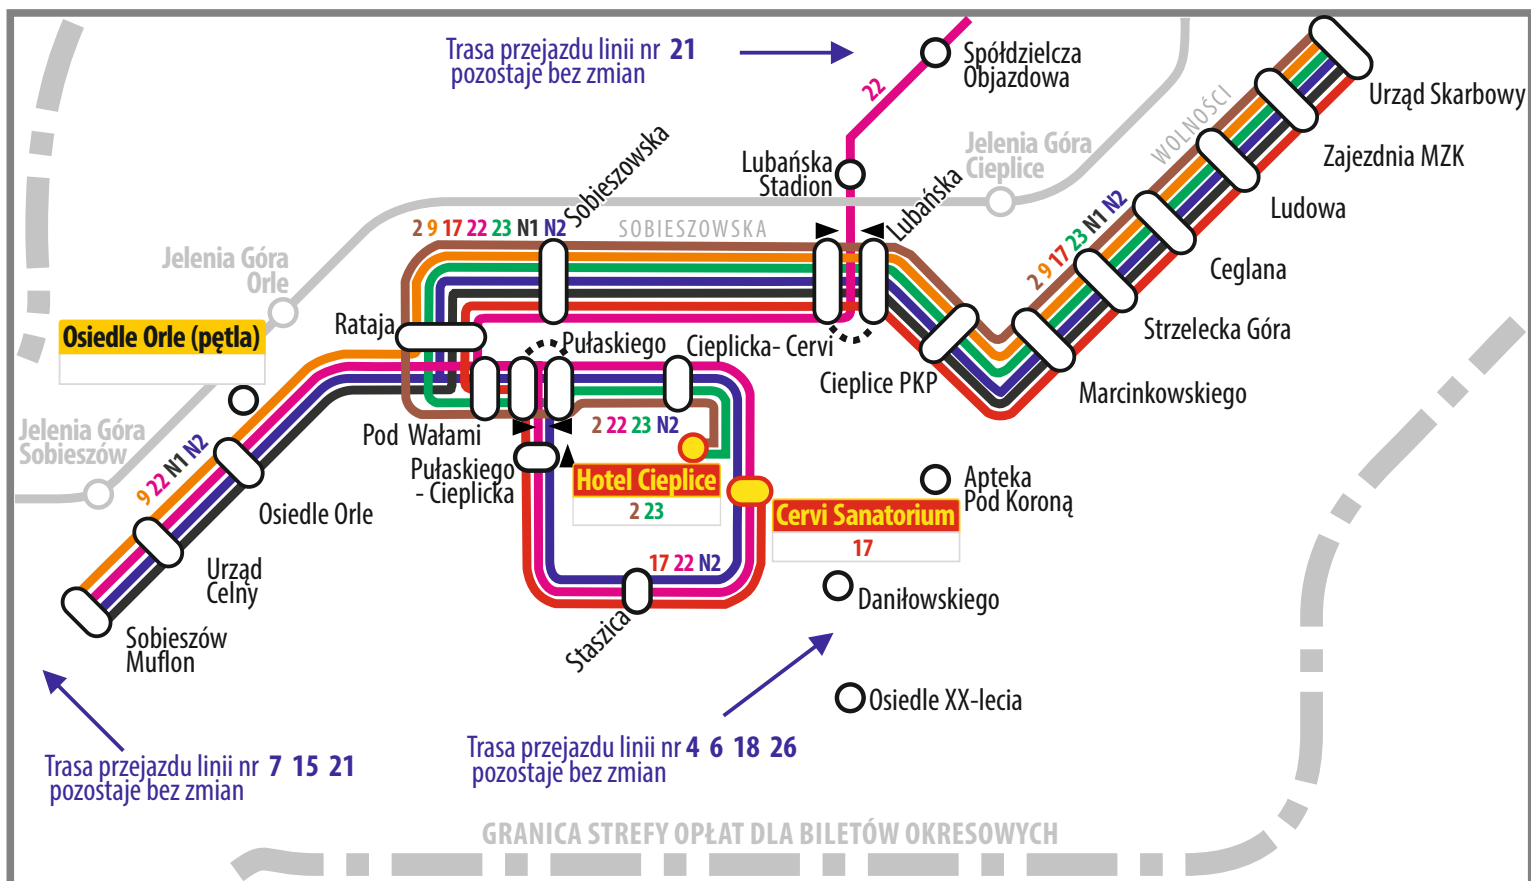 Trasa przejazdu linii nr 21
pozostaje bez zmian
22
Spółdzielcza
Objazdowa
Urząd Skarbowy
WOLNOŚCI
Jelenia Góra
Cieplice
Zajezdnia MZK
Lubańska
Stadion
Lubańska
Sobieszowska
Ludowa
2 9 17 22 23 N1 N2
SOBIESZOWSKA
2 9 17 23 N1 N2
Ceglana
Jelenia Góra
Orle
Strzelecka Góra
Rataja
Osiedle Orle (pętla)
Pułaskiego
Cieplicka- Cervi
Cieplice PKP
Marcinkowskiego
Jelenia Góra
Sobieszów
Pod Wałami
2 22 23 N2
Pułaskiego
- Cieplicka
9 22 N1 N2
Hotel Cieplice
2 23
Apteka
Pod Koroną
Osiedle Orle
Cervi Sanatorium
17
17 22 N2
Urząd
Celny
Daniłowskiego
Staszica
Sobieszów
Muflon
Osiedle XX-lecia
Trasa przejazdu linii nr 7 15 21
pozostaje bez zmian
Trasa przejazdu linii nr 4 6 18 26
pozostaje bez zmian
GRANICA STREFY OPŁAT DLA BILETÓW OKRESOWYCH